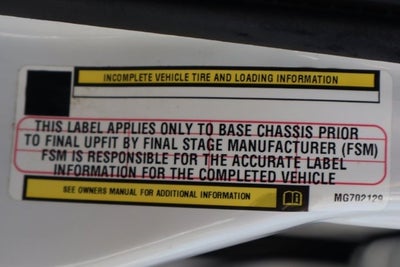 INCOMPLETE VEHICLE TIRE AND LOADING INFORMATION
THIS LABEL APPLIES ONLY TO BASE CHASSIS PRIOR
TO FINAL UPFIT BY FINAL STAGE MANUFACTURER (FSM)
FSM IS RESPONSIBLE FOR THE ACCURATE LABEL
INFORMATION FOR THE COMPLETED VEHICLE
SEE OWNERS MANUAL FOR ADDITIONAL INFORMATION
MG702129